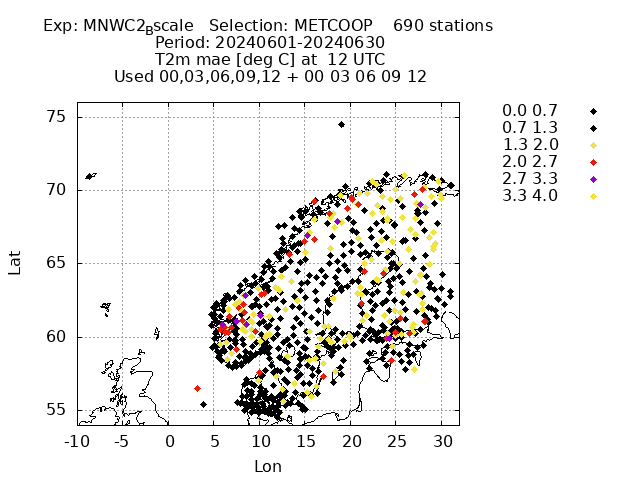 Exp: MNWC2Bscale Selection: METCOOP 690 stations
Period: 20240601-20240630
T2m mae [deg C] at 12 UTC
Used 00,03,06,09,12 + 00 03 06 09 12
0.0 0.7
0.7 1.3
1.3 2.0
2.0 2.7
2.7 3.3
3.3 4.0
75
70
65
60
55
Lat
-10 -5 0 5 10 15 20 25 30
Lon